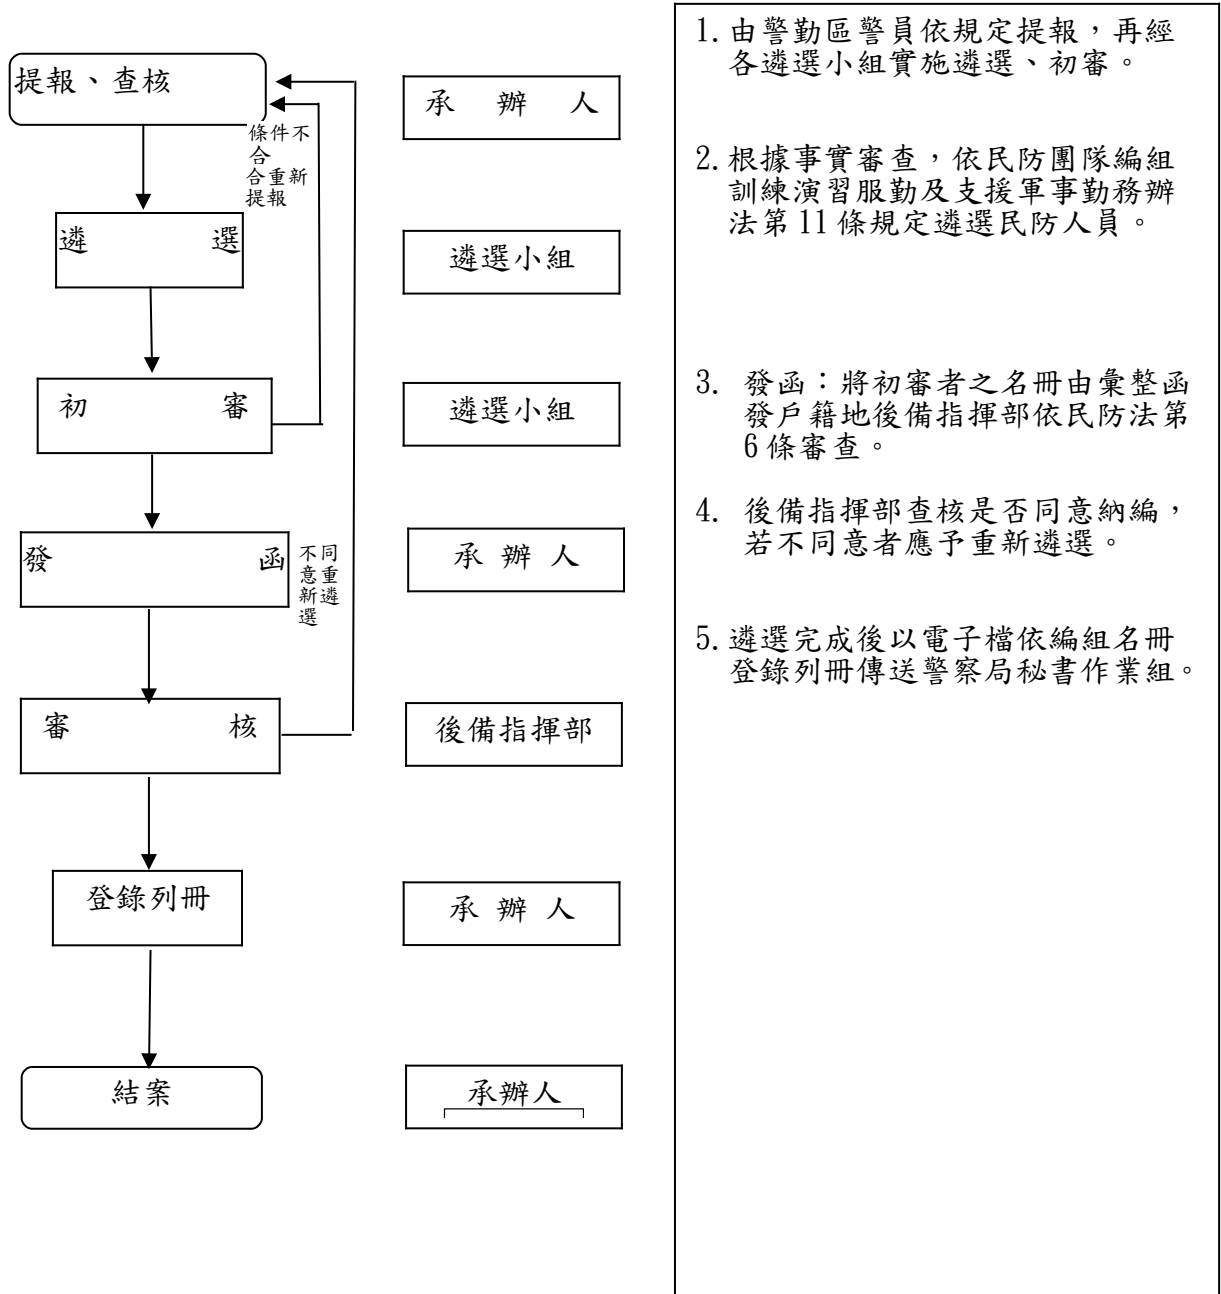 提報、查核
條件不
合
合重新
提報
遴 選
初 審
發 函
不同
意重
新遴
選
審 核
登錄列冊
結案
承 辦 人
遴選小組
遴選小組
承 辦 人
後備指揮部
承 辦 人
承辦人
1.由警勤區警員依規定提報，再經
各遴選小組實施遴選、初審。
2.根據事實審查，依民防團隊編組
訓練演習服勤及支援軍事勤務辦
法第11條規定遴選民防人員。
3. 發函：將初審者之名冊由彙整函
發戶籍地後備指揮部依民防法第
6條審查。
4. 後備指揮部查核是否同意納編，
若不同意者應予重新遴選。
5.遴選完成後以電子檔依編組名冊
登錄列冊傳送警察局秘書作業組。